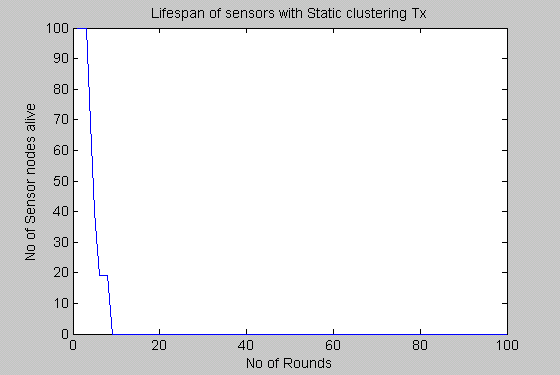 Lifespan of sensors with Static clustering Tx
No of Sensor nodes alive
100
90
80
70
60
50
40
30
20
10
0
0 20 40 60 80 100
No of Rounds